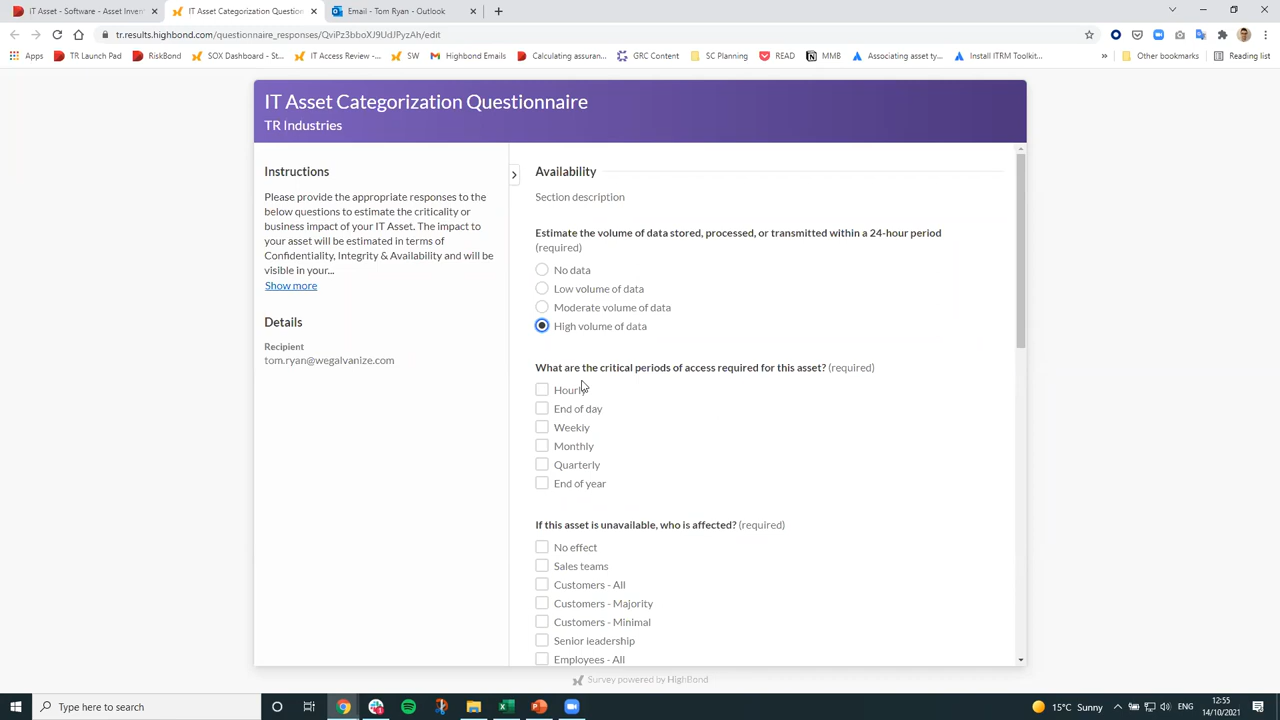 IT Asset - Software - Asset Inven
IT Asset Categorization Question
Email - Tom Ryan - Outlook
tr.results.highbond.com/questionnaire_responses/QviPz3bboXJ9UdJPyzAh/edit
Apps
TR Launch Pad
RiskBond
SOX Dashboard - St...
IT Access Review -...
SW
Highbond Emails
Calculating assuran...
GRC Content
SC Planning
READ
MMB
Associating asset ty...
Install ITRM Toolkit...
»
Other bookmarks
Reading list
IT Asset Categorization Questionnaire
TR Industries
Instructions
Please provide the appropriate responses to the
below questions to estimate the criticality or
business impact of your IT Asset. The impact to
your asset will be estimated in terms of
Confidentiality, Integrity & Availability and will be
visible in your...
Show more
Details
Recipient
tom.ryan@wegalvanize.com
Availability
Section description
Estimate the volume of data stored, processed, or transmitted within a 24-hour period
(required)
No data
Low volume of data
Moderate volume of data
High volume of data
What are the critical periods of access required for this asset? (required)
Hourly
End of day
Weekly
Monthly
Quarterly
End of year
If this asset is unavailable, who is affected? (required)
No effect
Sales teams
Customers - All
Customers - Majority
Customers - Minimal
Senior leadership
Employees - All
Survey powered by HighBond
Type here to search
15°C Sunny
ENG
12:55
14/10/2021